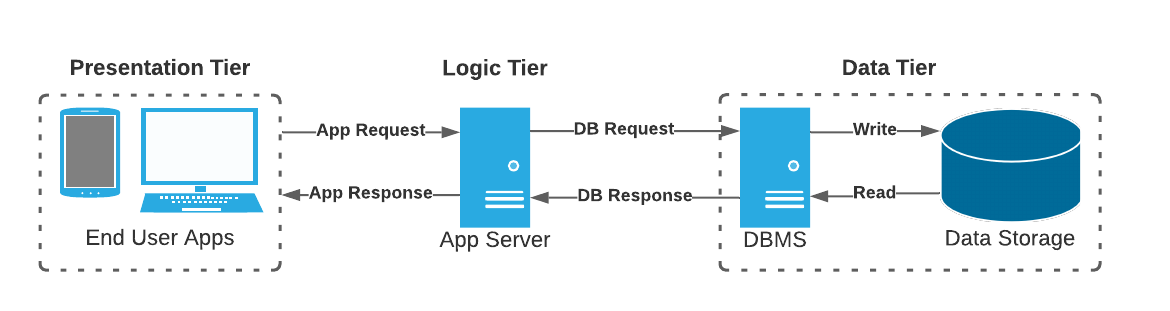 Presentation Tier
Logic Tier
Data Tier
App Request
DB Request
Write
App Response
DB Response
Read
End User Apps
App Server
DBMS
Data Storage